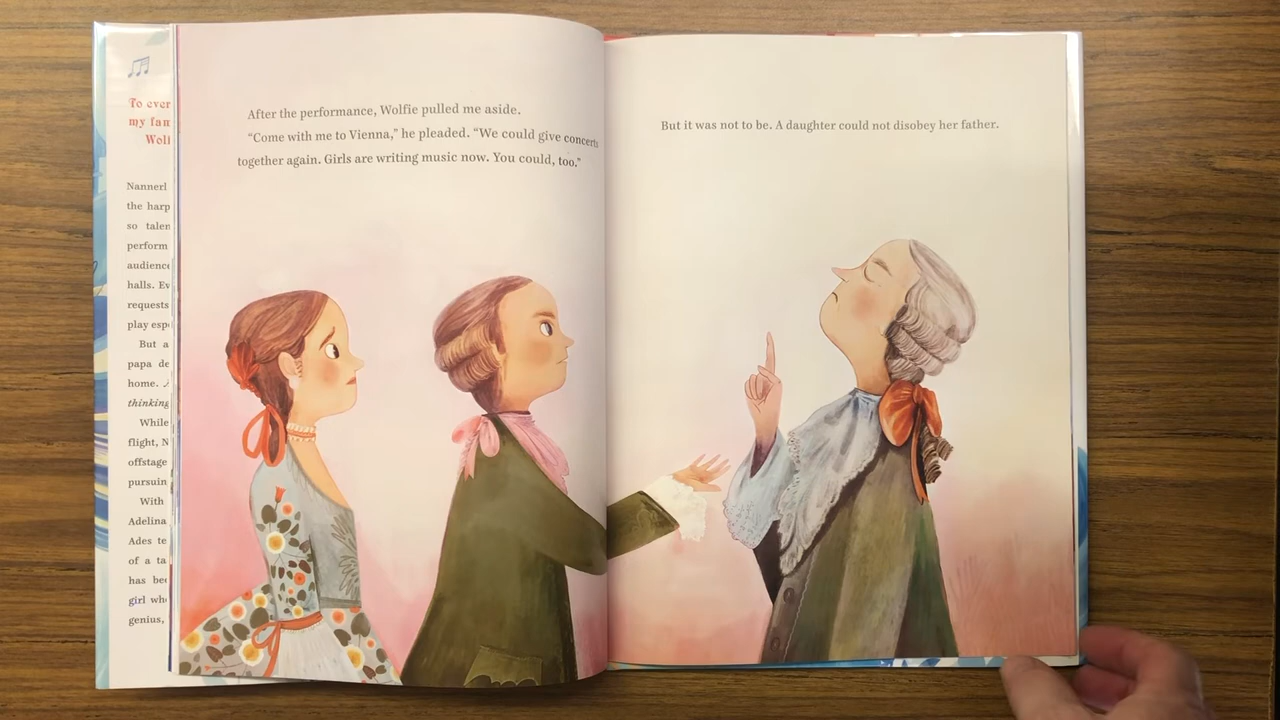 To ever
my fam
Wolf
Nannerl
the harp
so talen
perform
audience
halls. Ev
requests
play espe
But a
papa de
home.
thinking
While
flight, N
offstage
pursuin
With
Adelina
Ades te
of a ta
has bee
girl who
genius,
After the performance, Wolfie pulled me aside.
“Come with me to Vienna,” he pleaded. “We could give concerts
together again. Girls are writing music now. You could, too.”
But it was not to be. A daughter could not disobey her father.